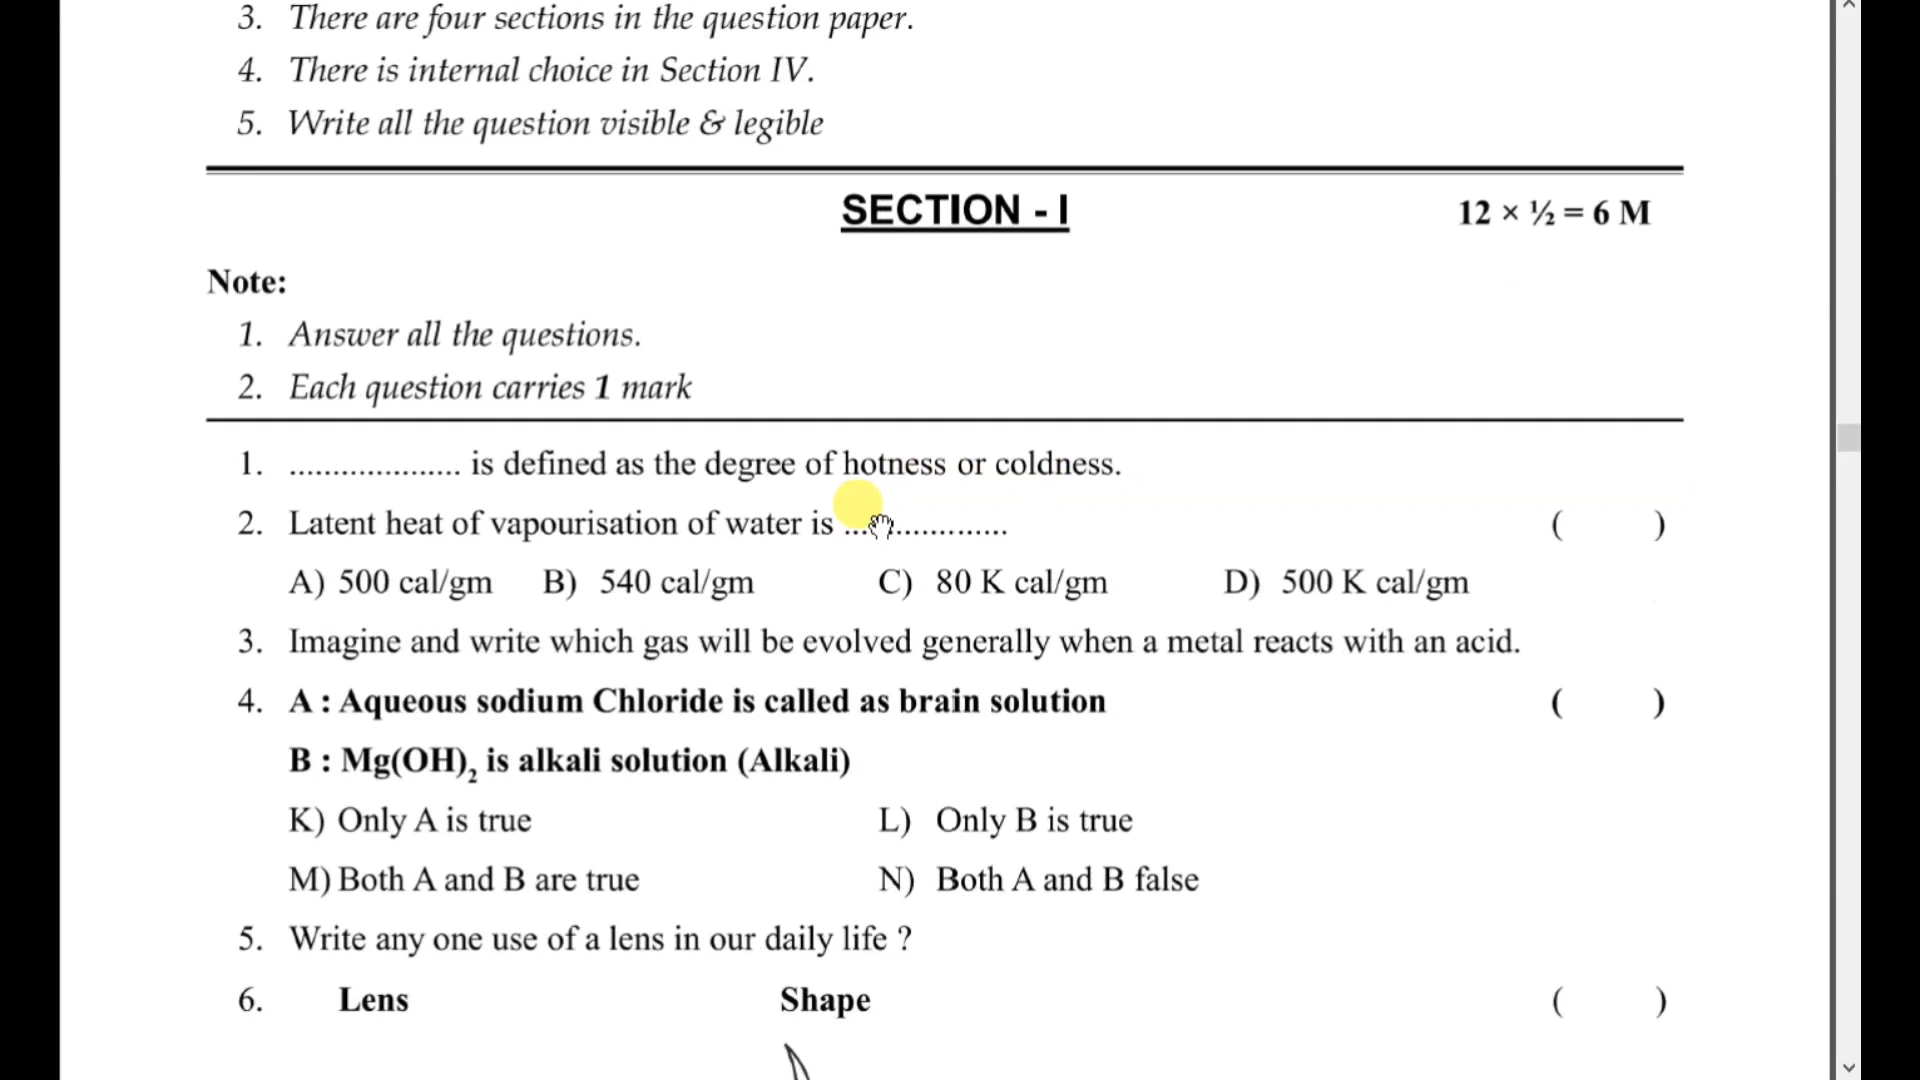 3. There are four sections in the question paper.
4. There is internal choice in Section IV.
5. Write all the question visible & legible
SECTION - I 12 × ½ = 6 M
Note:
1. Answer all the questions.
2. Each question carries 1 mark
1. .................... is defined as the degree of hotness or coldness.
2. Latent heat of vapourisation of water is ................... ( )
A) 500 cal/gm B) 540 cal/gm C) 80 K cal/gm D) 500 K cal/gm
3. Imagine and write which gas will be evolved generally when a metal reacts with an acid.
4. A : Aqueous sodium Chloride is called as brain solution ( )
B : Mg(OH)₂ is alkali solution (Alkali)
K) Only A is true L) Only B is true
M) Both A and B are true N) Both A and B false
5. Write any one use of a lens in our daily life ?
6. Lens Shape ( )